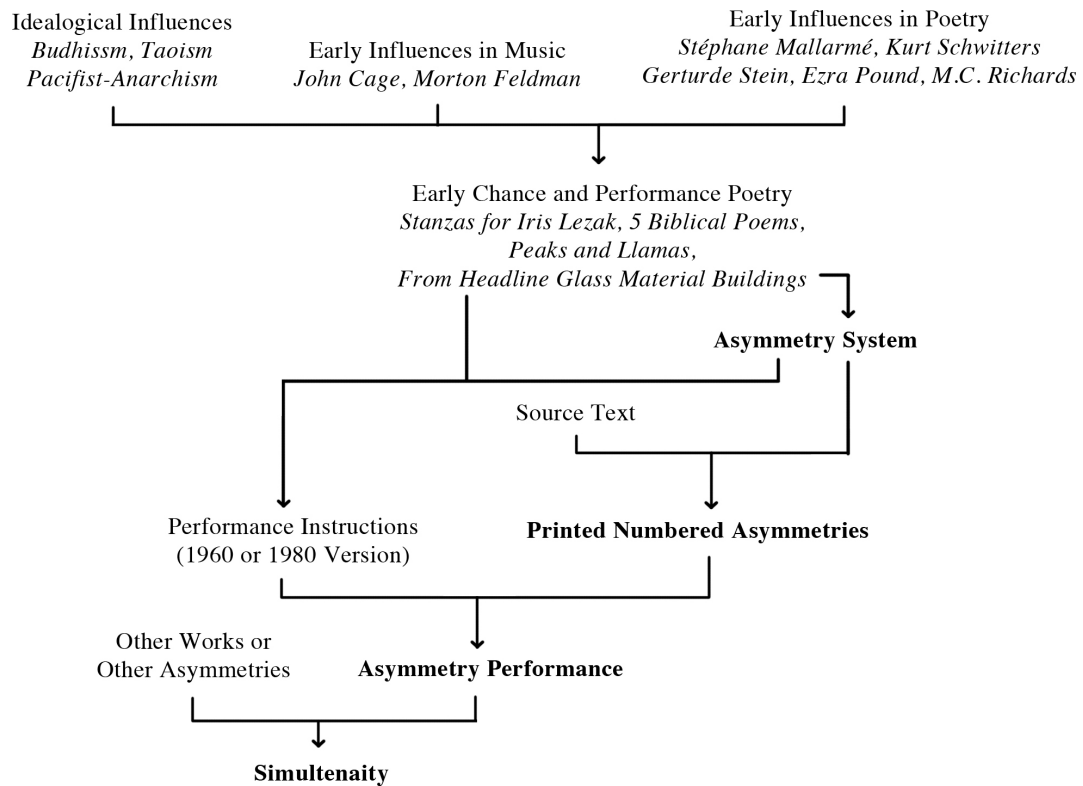 Idealogical Influences
Budhissm, Taoism
Pacifist-Anarchism
Early Influences in Music
John Cage, Morton Feldman
Early Influences in Poetry
Stéphane Mallarmé, Kurt Schwitters
Gerturde Stein, Ezra Pound, M.C. Richards
Early Chance and Performance Poetry
Stanzas for Iris Lezak, 5 Biblical Poems,
Peaks and Llamas,
From Headline Glass Material Buildings
Asymmetry System
Source Text
Performance Instructions
(1960 or 1980 Version)
Printed Numbered Asymmetries
Other Works or
Other Asymmetries
Asymmetry Performance
Simultenaity